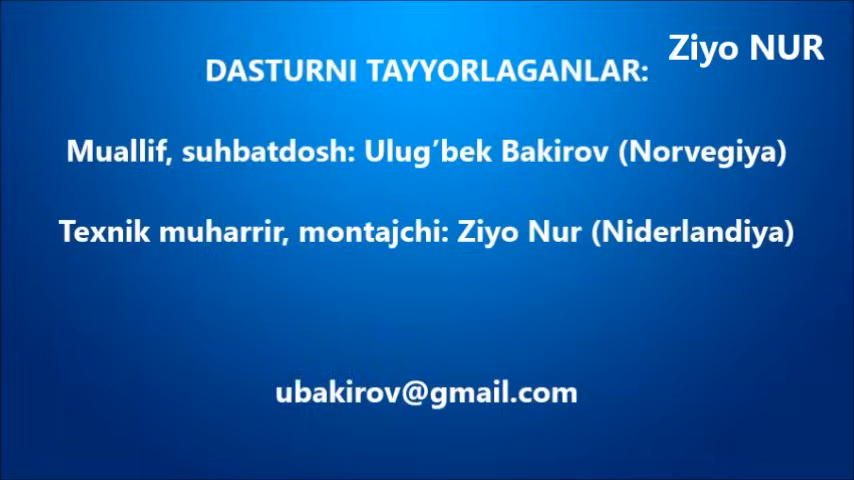 Ziyo NUR
DASTURNI TAYYORLAGANLAR:
Muallif, suhbatdosh: Ulug’bek Bakirov (Norvegiya)
Texnik muharrir, montajchi: Ziyo Nur (Niderlandiya)
ubakirov@gmail.com